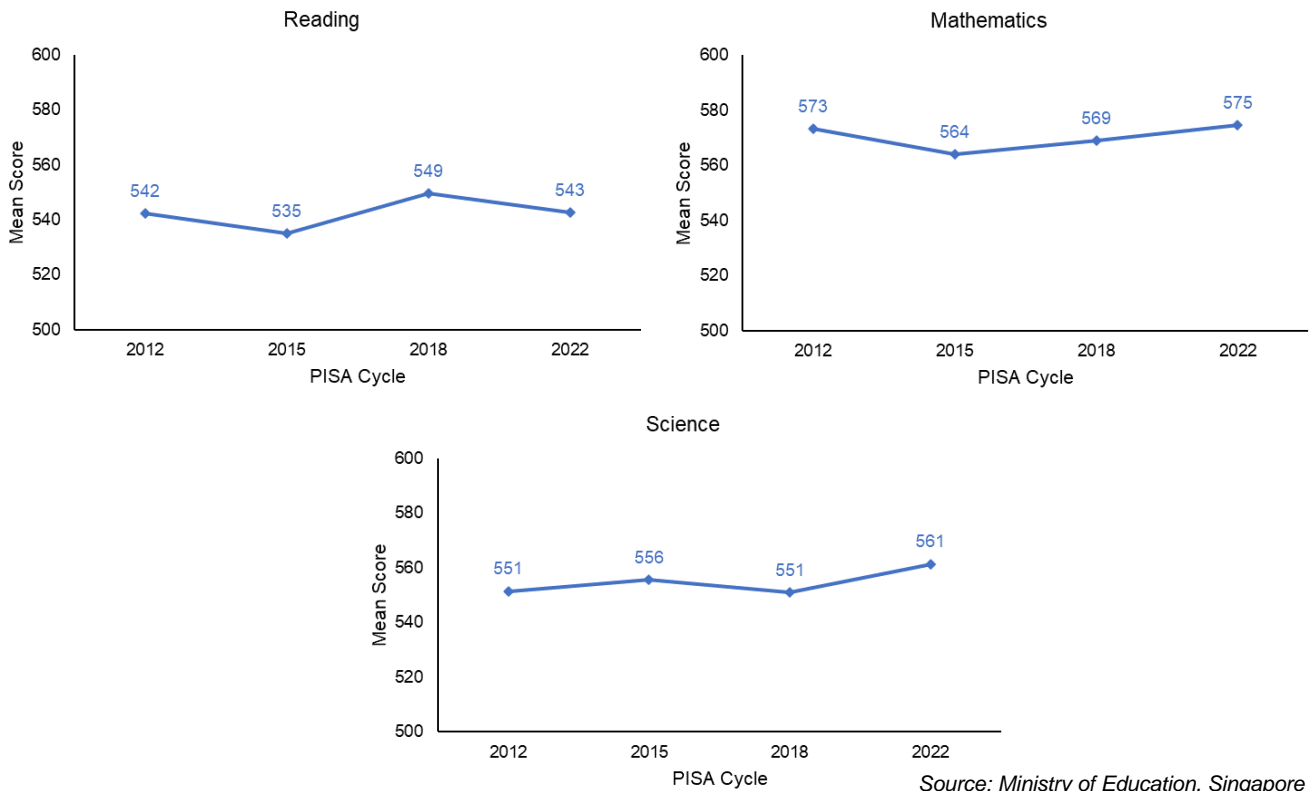 Reading
600
580
560
540
520
500
Mean Score
542
535
549
543
2012 2015 2018 2022
PISA Cycle
Mathematics
600
580
560
540
520
500
Mean Score
573
564
569
575
2012 2015 2018 2022
PISA Cycle
Science
600
580
560
540
520
500
Mean Score
551
556
551
561
2012 2015 2018 2022
PISA Cycle
Source: Ministry of Education, Singapore